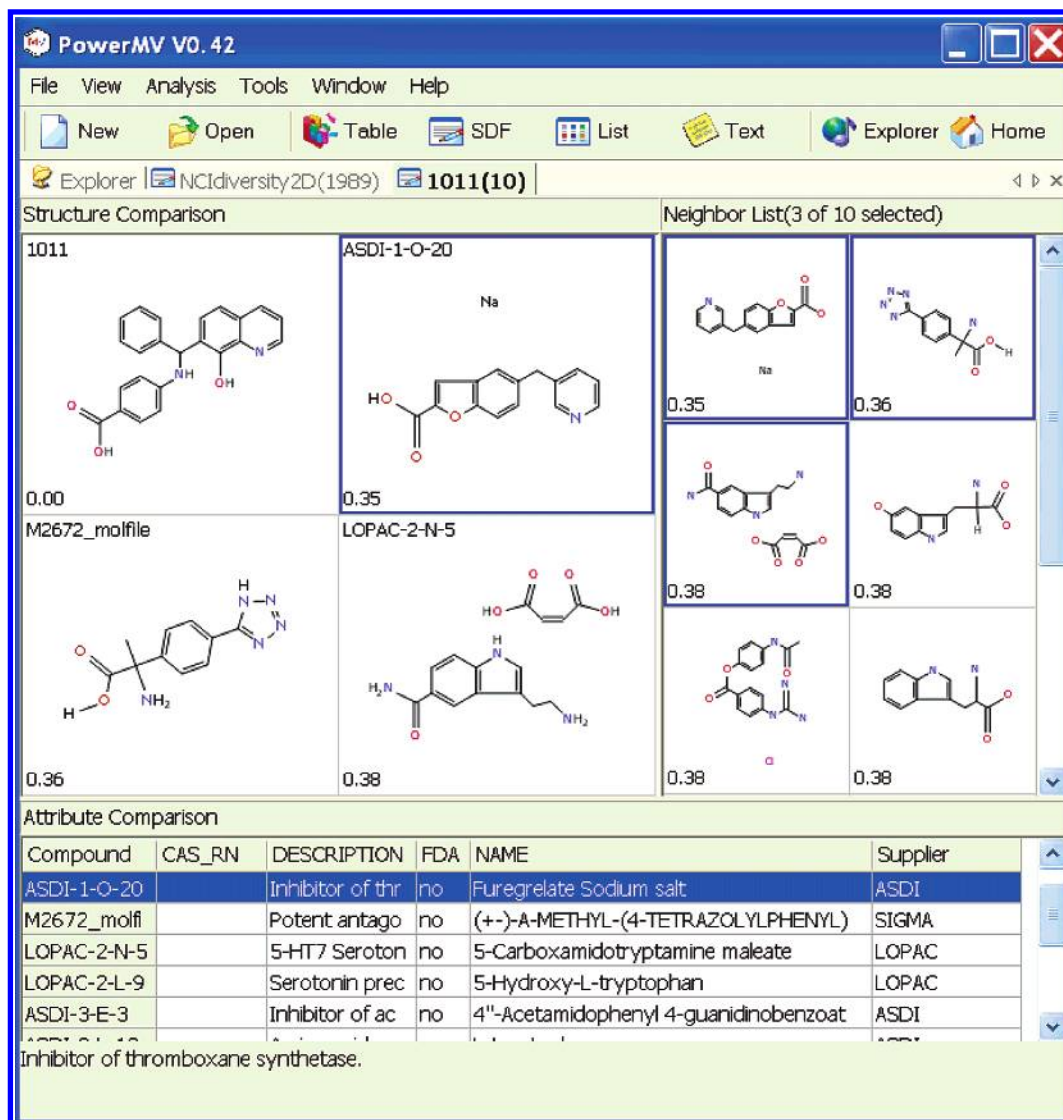 PowerMV V0.42
File View Analysis Tools Window Help
New Open Table SDF List Text Explorer Home
Explorer NCIdiversity2D(1989) 1011(10)
Structure Comparison
Neighbor List(3 of 10 selected)
1011
OH
NH
N
O
OH
0.00
ASDI-1-O-20
Na
HO
O
O
N
0.35
M2672_molfile
H
N
N
N
N
O
O
H
NH2
0.36
LOPAC-2-N-5
O
O
HO
OH
H
N
H2N
O
NH2
0.38
N
O
O
O
Na
0.35
N
N
N
N
N
O
H
O
0.36
O
N
N
N
O
O
O
O
0.38
N
O
O
O
N
H
0.38
N
O
O
O
N
N
N
Cl
0.38
N
N
O
O
0.38
Attribute Comparison
Compound CAS_RN DESCRIPTION FDA NAME Supplier
ASDI-1-O-20 Inhibitor of thr no Furegrelate Sodium salt ASDI
M2672_molfi Potent antago no (+-)-A-METHYL-(4-TETRAZOLYLPHENYL) SIGMA
LOPAC-2-N-5 5-HT7 Seroton no 5-Carboxamidotryptamine maleate LOPAC
LOPAC-2-L-9 Serotonin prec no 5-Hydroxy-L-tryptophan LOPAC
ASDI-3-E-3 Inhibitor of ac no 4"-Acetamidophenyl 4-guanidinobenzoat ASDI
Inhibitor of thromboxane synthetase.